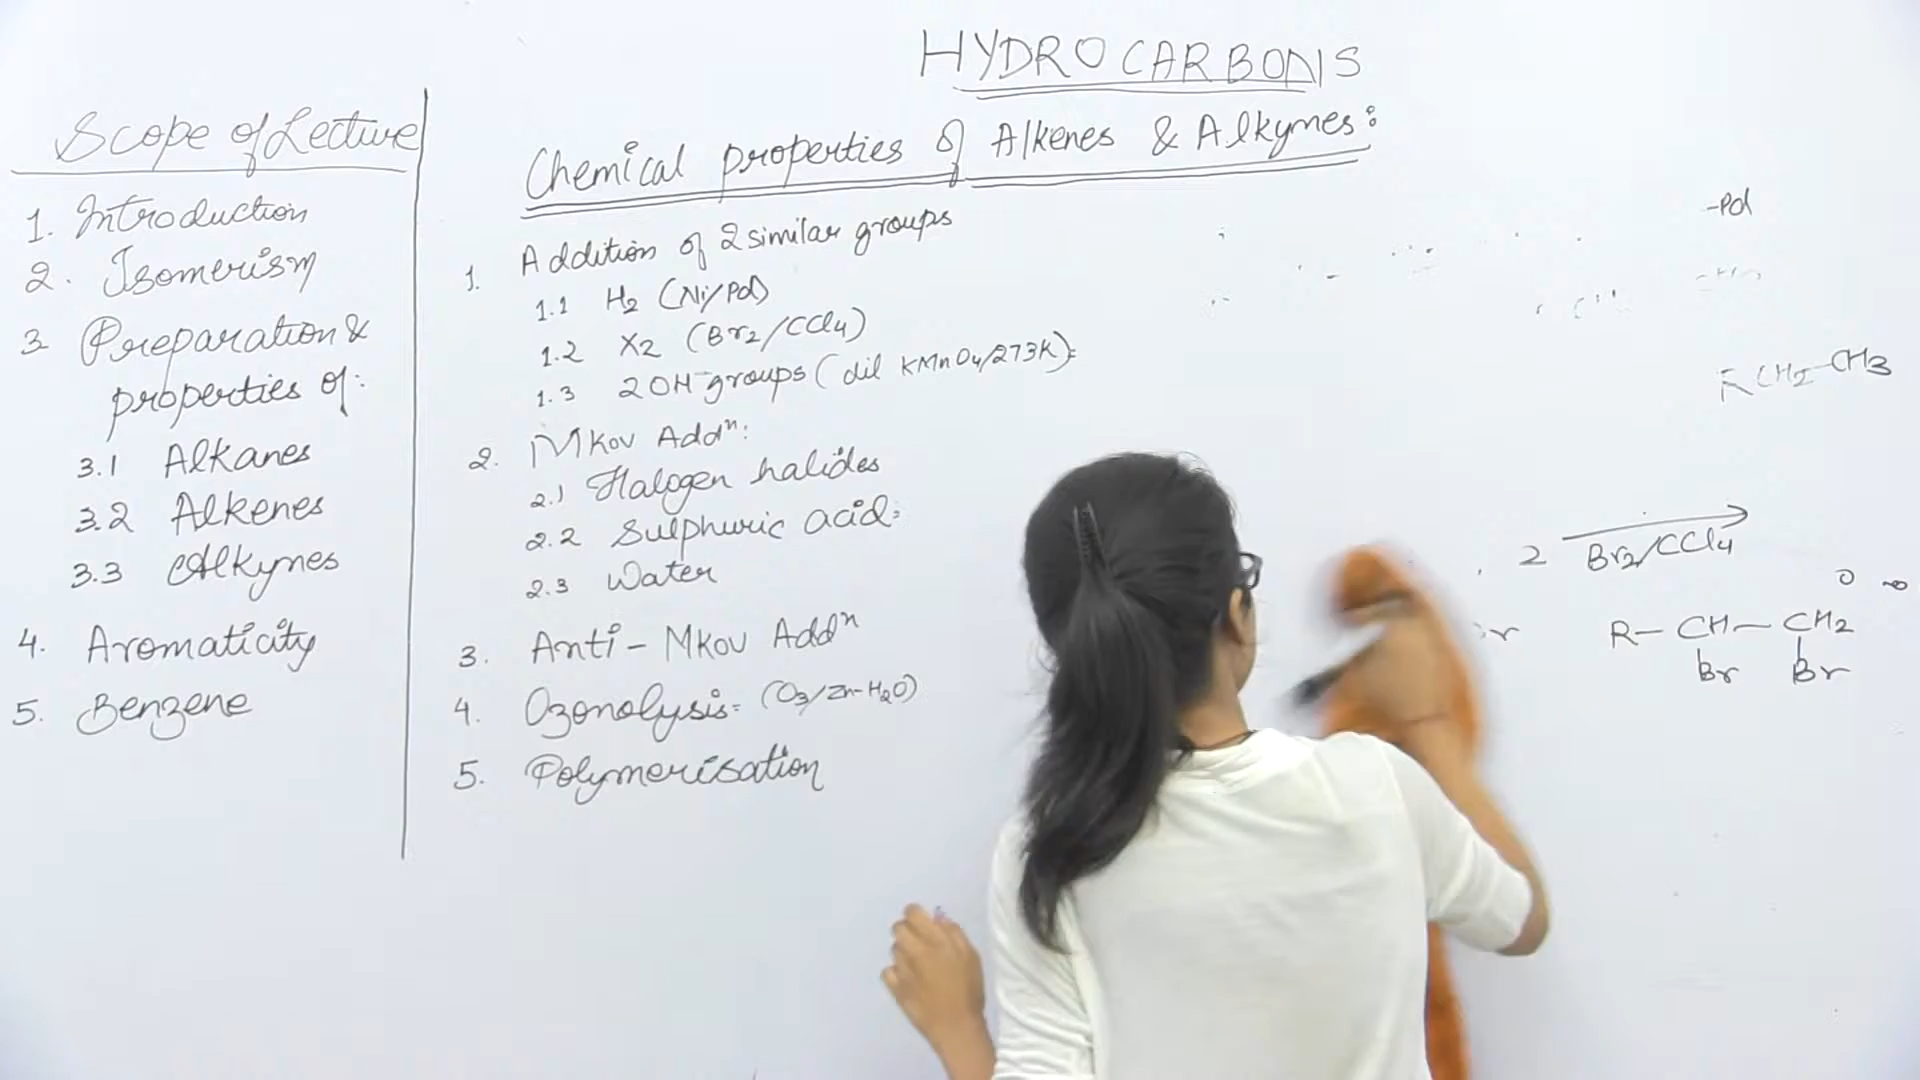 HYDROCARBONS
Scope of Lecture
1. Introduction
2. Isomerism
3 Preparation &
properties of:
3.1 Alkanes
3.2 Alkenes
3.3 Alkynes
4. Aromaticity
5. Benzene
Chemical properties of Alkenes & Alkynes:
1. Addition of 2 similar groups
1.1 H2 (Ni/Pd)
1.2 X2 (Br2/CCl4)
1.3 2 OH groups (dil KMnO4/273K):
2. Mkov Addn:
2.1 Halogen halides
2.2 Sulphuric acid:
2.3 Water
3. Anti-Mkov Addn
4. Ozonolysis: (O3/Zn-H2O)
5. Polymerisation
-Pd
R CH2-CH3
2 → Br2/CCl4
R-CH-CH2
Br Br